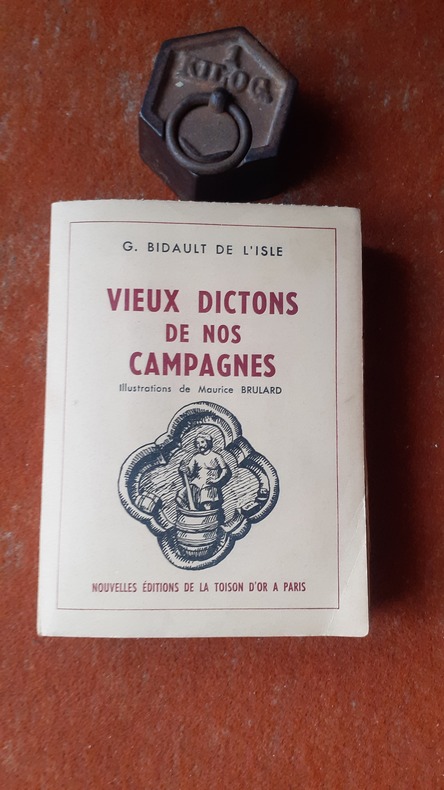 1
KILOG.
G. BIDAULT DE L'ISLE
VIEUX DICTONS
DE NOS
CAMPAGNES
Illustrations de Maurice BRULARD
NOUVELLES ÉDITIONS DE LA TOISON D'OR A PARIS